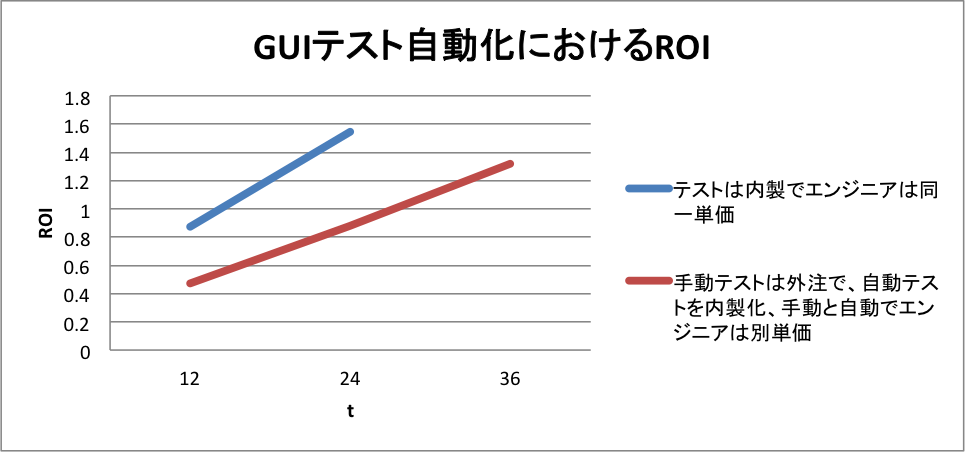 GUIテスト自動化におけるROI
1.8
1.6
1.4
1.2
1
0.8
0.6
0.4
0.2
0
ROI
12
24
36
t
テストは内製でエンジニアは同
一単価
手動テストは外注で、自動テス
トを内製化、手動と自動でエン
ジニアは別単価